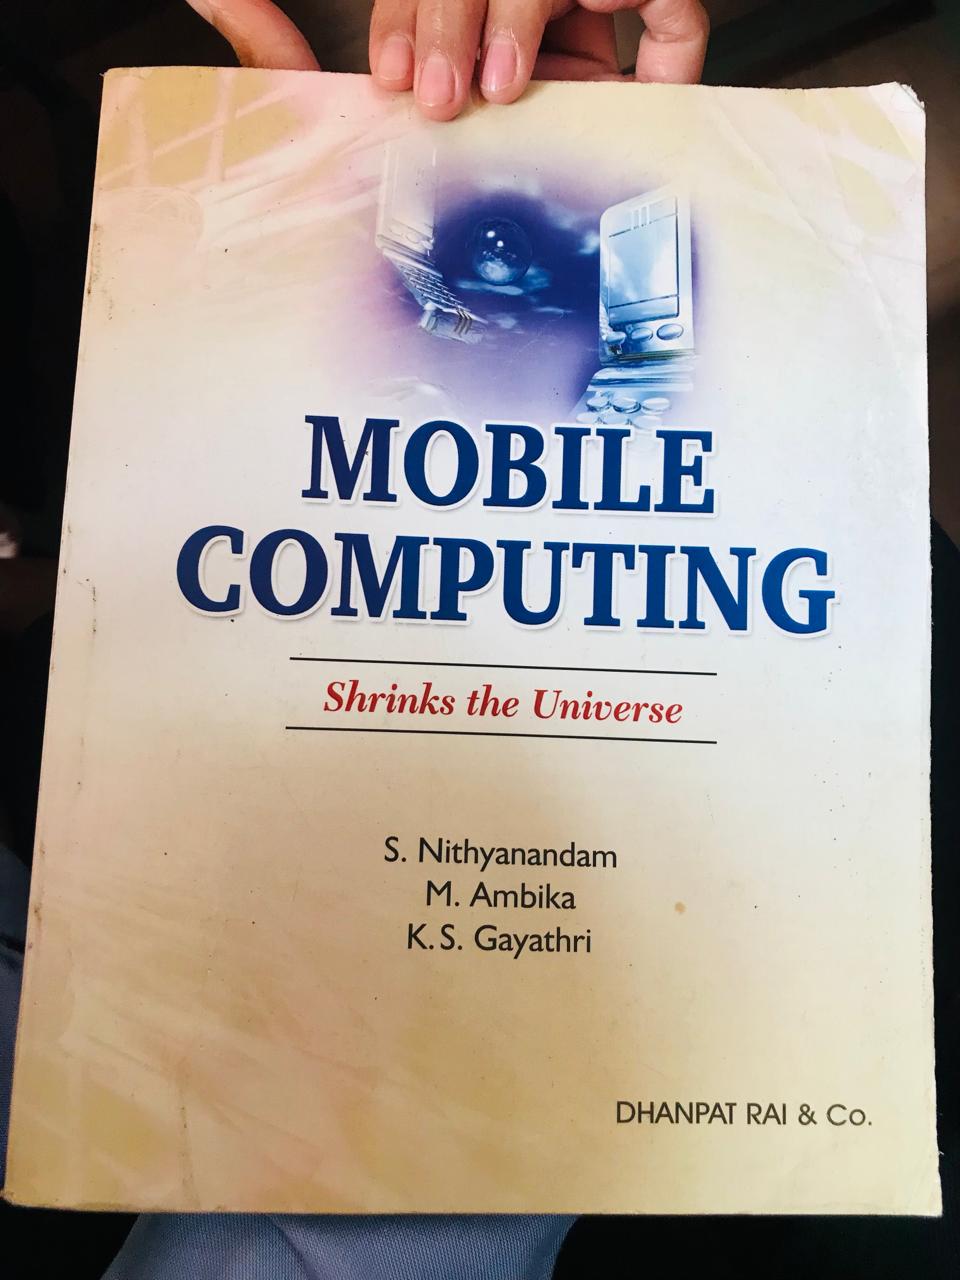 MOBILE
COMPUTING
Shrinks the Universe
S. Nithyanandam
M. Ambika
K. S. Gayathri
DHANPAT RAI & Co.